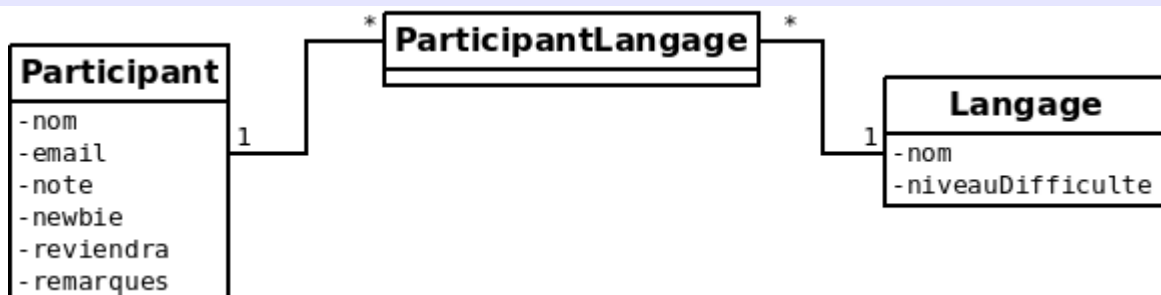 Participant
-nom
-email
-note
-newbie
-reviendra
-remarques
1
*
ParticipantLangage
*
1
Langage
-nom
-niveauDifficulte